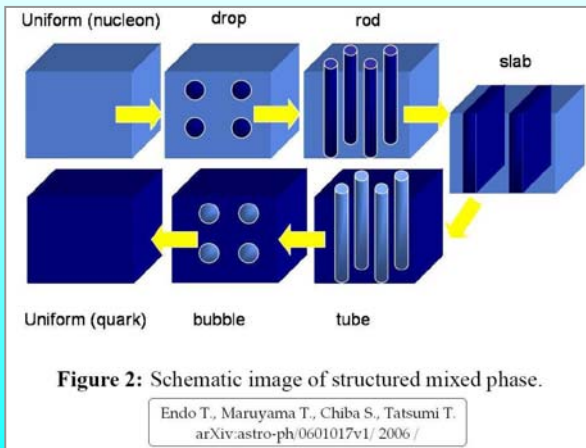 Uniform (nucleon)
drop
rod
slab
Uniform (quark)
bubble
tube
Figure 2: Schematic image of structured mixed phase.
Endo T., Maruyama T., Chiba S., Tatsumi T.
arXiv:astro-ph/0601017v1/ 2006 /